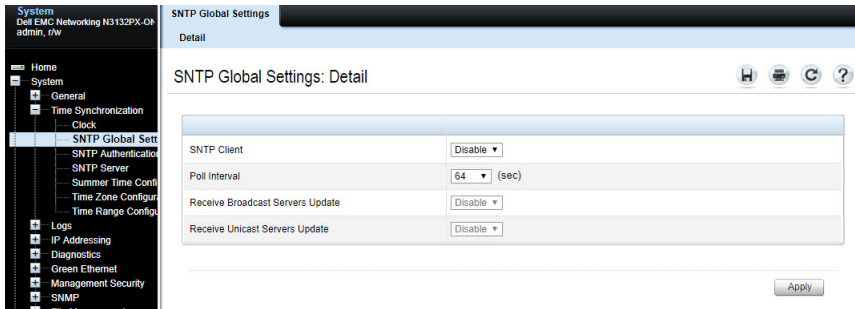 System
Dell EMC Networking N3132PX-ON
admin, r/w
Home
System
General
Time Synchronization
Clock
SNTP Global Sett
SNTP Authentication
SNTP Server
Summer Time Confi
Time Zone Configura
Time Range Configu
Logs
IP Addressing
Diagnostics
Green Ethernet
Management Security
SNMP
SNTP Global Settings
Detail
SNTP Global Settings: Detail
SNTP Client Disable
Poll Interval 64 (sec)
Receive Broadcast Servers Update Disable
Receive Unicast Servers Update Disable
Apply